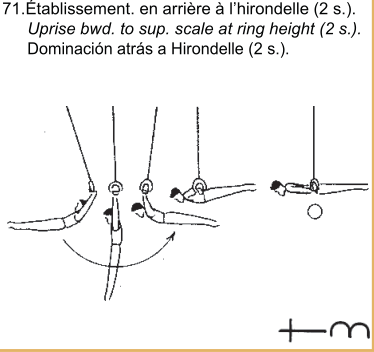 71.Établissement. en arrière à l'hirondelle (2 s.).
Uprise bwd. to sup. scale at ring height (2 s.).
Dominación atrás a Hirondelle (2 s.).